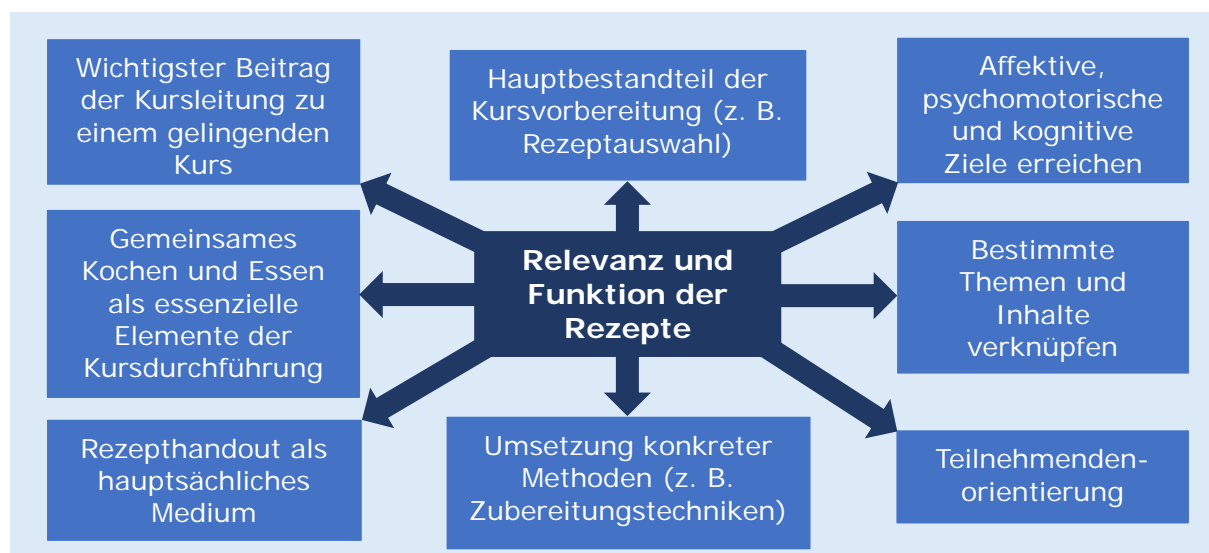 Wichtigster Beitrag
der Kursleitung zu
einem gelingenden
Kurs
Hauptbestandteil der
Kursvorbereitung (z. B.
Rezeptauswahl)
Affektive,
psychomotorische
und kognitive
Ziele erreichen
Gemeinsames
Kochen und Essen
als essenzielle
Elemente der
Kursdurchführung
Relevanz und
Funktion der
Rezepte
Bestimmte
Themen und
Inhalte
verknüpfen
Rezepthandout als
hauptsächliches
Medium
Umsetzung konkreter
Methoden (z. B.
Zubereitungstechniken)
Teilnehmenden-
orientierung